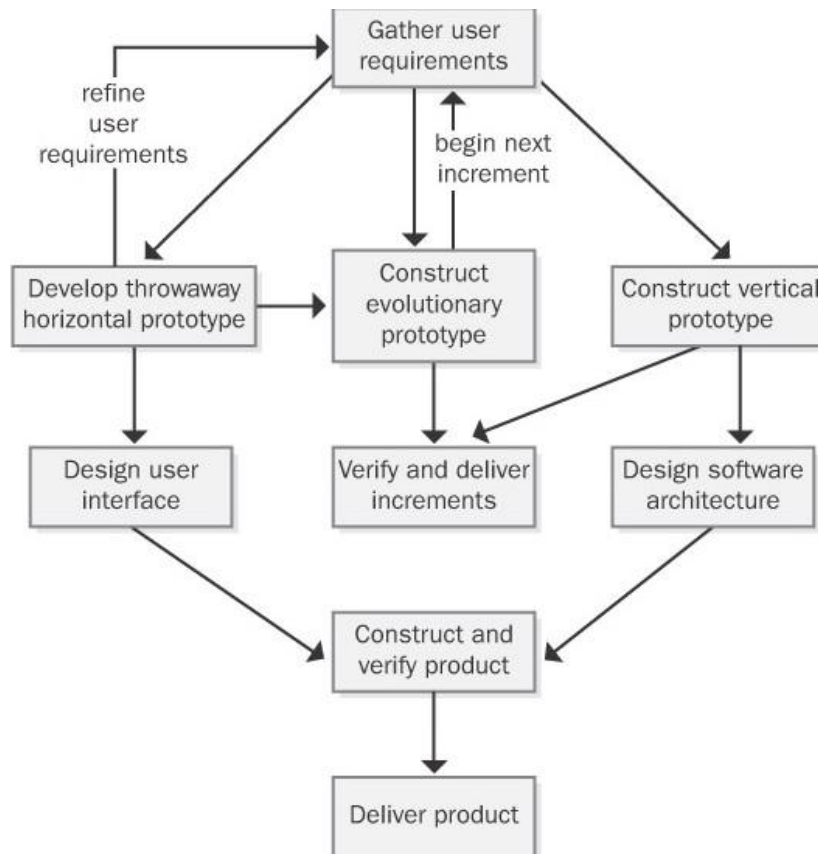 Gather user
requirements
refine
user
requirements
begin next
increment
Develop throwaway
horizontal prototype
Construct
evolutionary
prototype
Construct vertical
prototype
Design user
interface
Verify and deliver
increments
Design software
architecture
Construct and
verify product
Deliver product